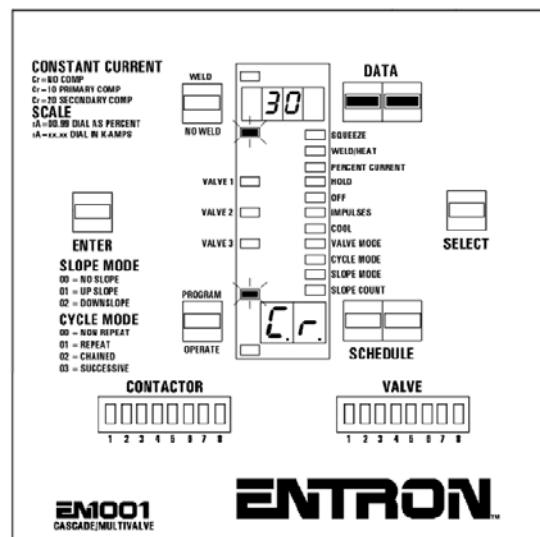 CONSTANT CURRENT
Cr=NO COMP
Cr=10 PRIMARY COMP
Cr=20 SECONDARY COMP
SCALE
1A=00.99 DIAL AS PERCENT
1A=xx.xx DIAL IN K-AMPS
WELD
NO WELD
30
DATA
SQUEEZE
WELD/HEAT
PERCENT CURRENT
HOLD
OFF
IMPULSES
COOL
VALVE MODE
CYCLE MODE
SLOPE MODE
SLOPE COUNT
VALVE 1
VALVE 2
VALVE 3
ENTER
SELECT
SLOPE MODE
00 = NO SLOPE
01 = UP SLOPE
02 = DOWNSLOPE
CYCLE MODE
00 = NON REPEAT
01 = REPEAT
02 = CHAINED
03 = SUCCESSIVE
PROGRAM
OPERATE
C.r.
SCHEDULE
CONTACTOR
1 2 3 4 5 6 7 8
VALVE
1 2 3 4 5 6 7 8
EM1001
CASCADE/MULTIVALVE
ENTRON™